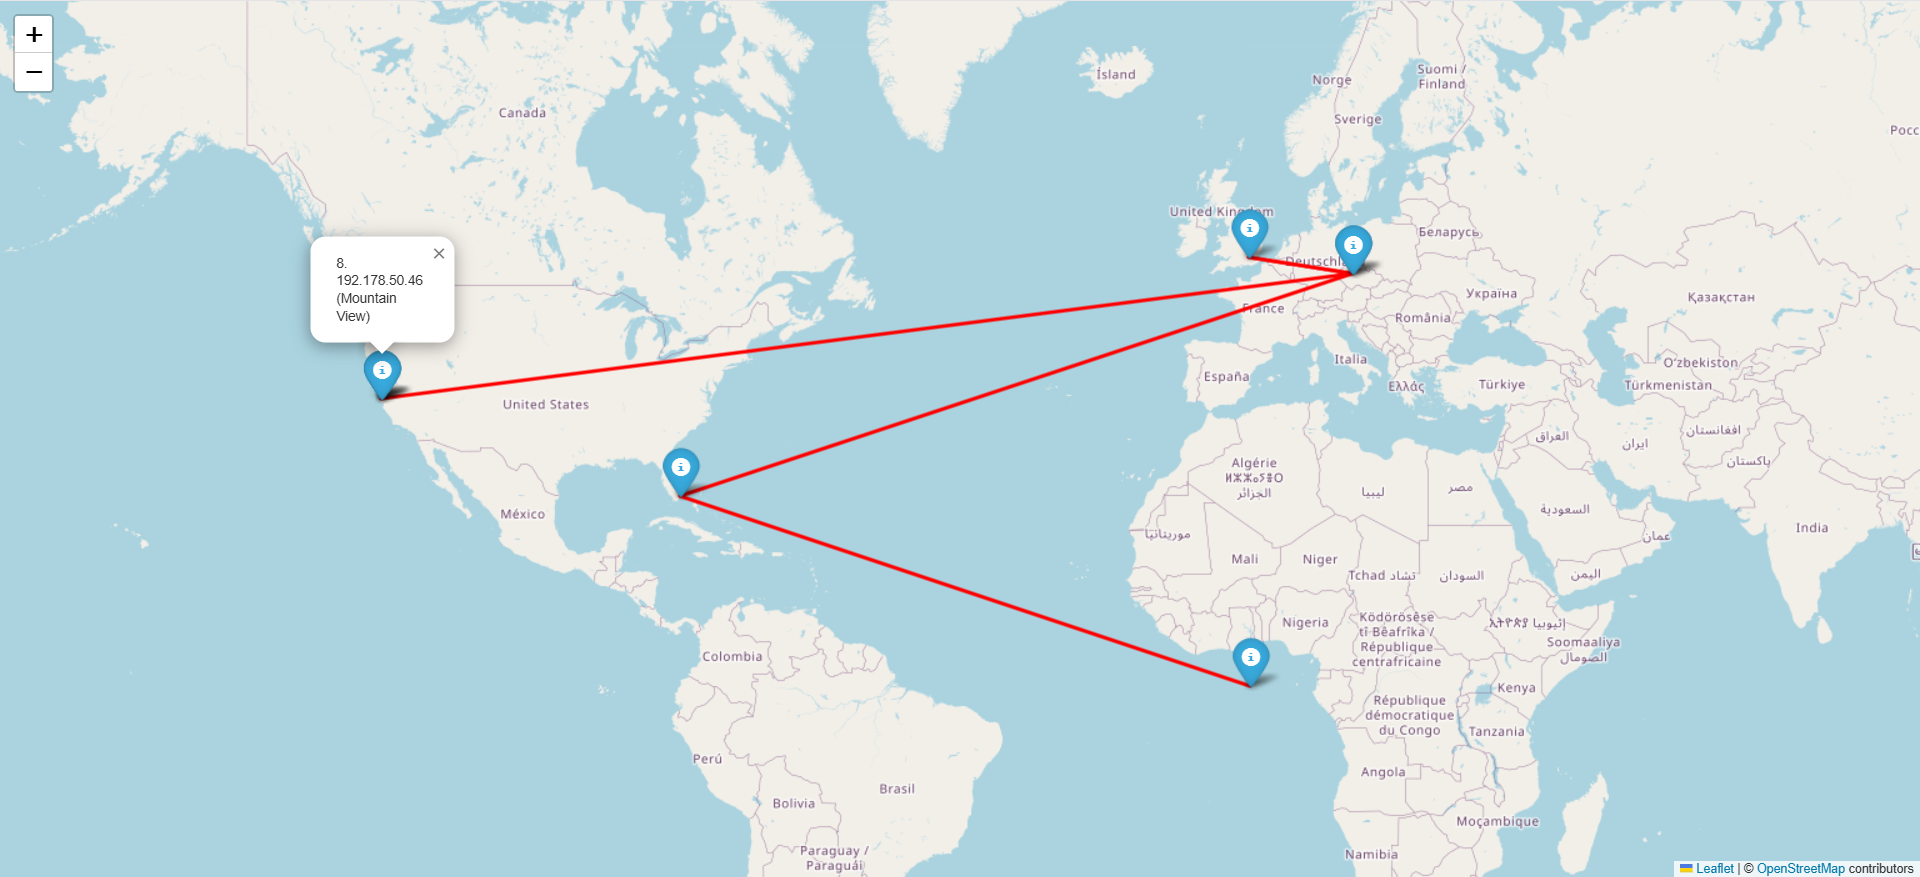 +
−
Ísland
Norge
Suomi /
Finland
Canada
Sverige
Росс
United Kingdom
Беларусь
×
8.
192.178.50.46
(Mountain
View)
Deutschla
Україна
Қазақстан
France
România
Italia
O'zbekiston
España
Ελλάς
Türkiye
Türkmenistan
United States
افغانستان
العراق
ایران
پاکستان
Algérie
ⵍⵣⵣⴰⵢⴻⵔ
الجزائر
ليبيا
مصر
México
السعودية
موريتانيا
عمان
India
Mali
Niger
Tchad تشاد
السودان
اليمن
Nigeria
Ködörösêse
tî Bêafrîka /
République
centrafricaine
ኢትዮጵያ إثيوبيا
Soomaaliya
الصومال
Colombia
Kenya
République
démocratique
du Congo
Tanzania
Perú
Angola
Brasil
Bolivia
Moçambique
Paraguay /
Paraguái
Namibia
Leaflet | © OpenStreetMap contributors